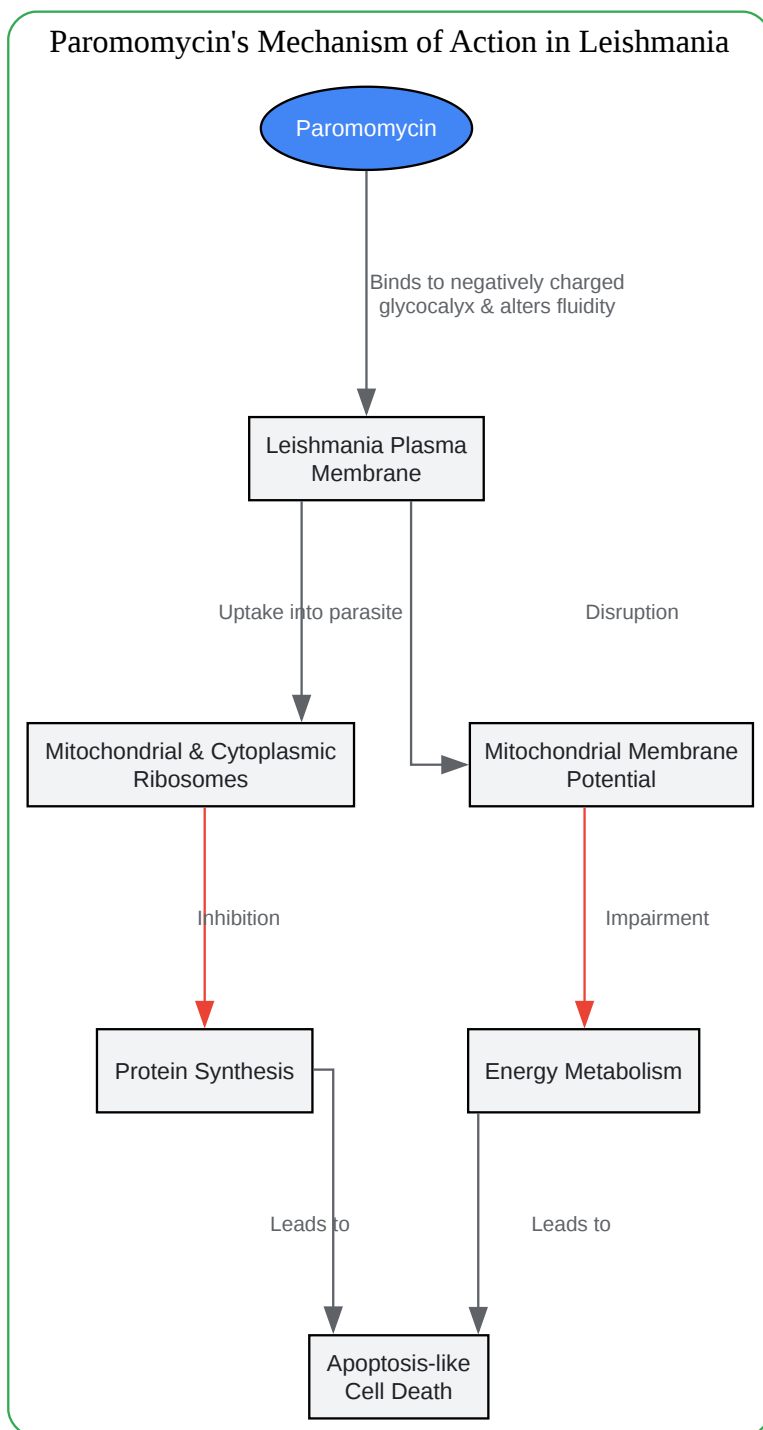 Paromomycin's Mechanism of Action in Leishmania
Paromomycin
Binds to negatively charged
glycocalyx & alters fluidity
Leishmania Plasma
Membrane
Uptake into parasite
Disruption
Mitochondrial & Cytoplasmic
Ribosomes
Mitochondrial Membrane
Potential
Inhibition
Impairment
Protein Synthesis
Energy Metabolism
Leads to
Leads to
Apoptosis-like
Cell Death